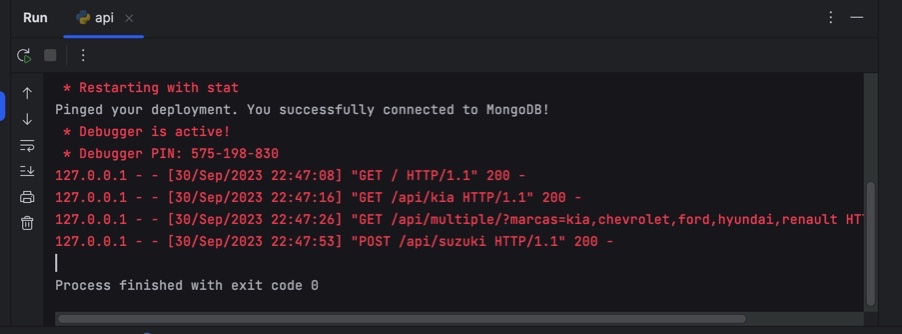 Run
api
* Restarting with stat
Pinged your deployment. You successfully connected to MongoDB!
* Debugger is active!
* Debugger PIN: 575-198-830
127.0.0.1 - - [30/Sep/2023 22:47:08] "GET / HTTP/1.1" 200 -
127.0.0.1 - - [30/Sep/2023 22:47:16] "GET /api/kia HTTP/1.1" 200 -
127.0.0.1 - - [30/Sep/2023 22:47:26] "GET /api/multiple/?marcas=kia,chevrolet,ford,hyundai,renault HT
127.0.0.1 - - [30/Sep/2023 22:47:53] "POST /api/suzuki HTTP/1.1" 200 -
Process finished with exit code 0